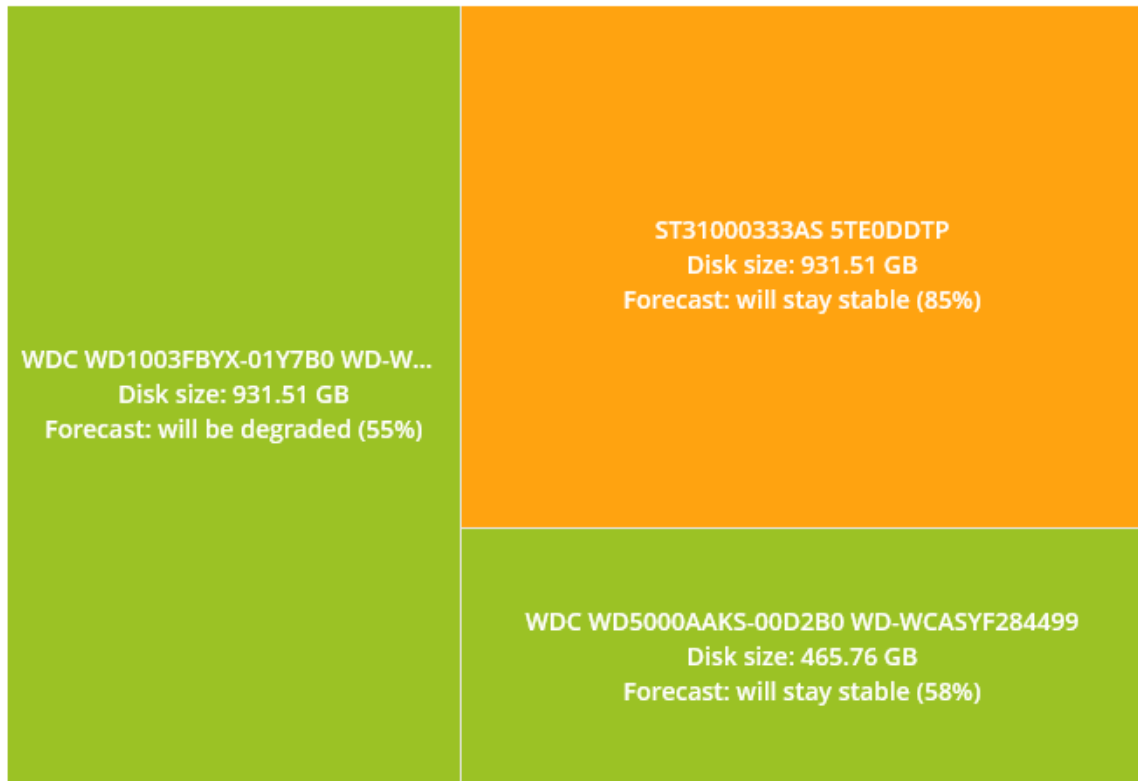 WDC WD1003FBYX-01Y7B0 WD-W...
Disk size: 931.51 GB
Forecast: will be degraded (55%)
ST31000333AS 5TE0DDTP
Disk size: 931.51 GB
Forecast: will stay stable (85%)
WDC WD5000AAKS-00D2B0 WD-WCASYF284499
Disk size: 465.76 GB
Forecast: will stay stable (58%)